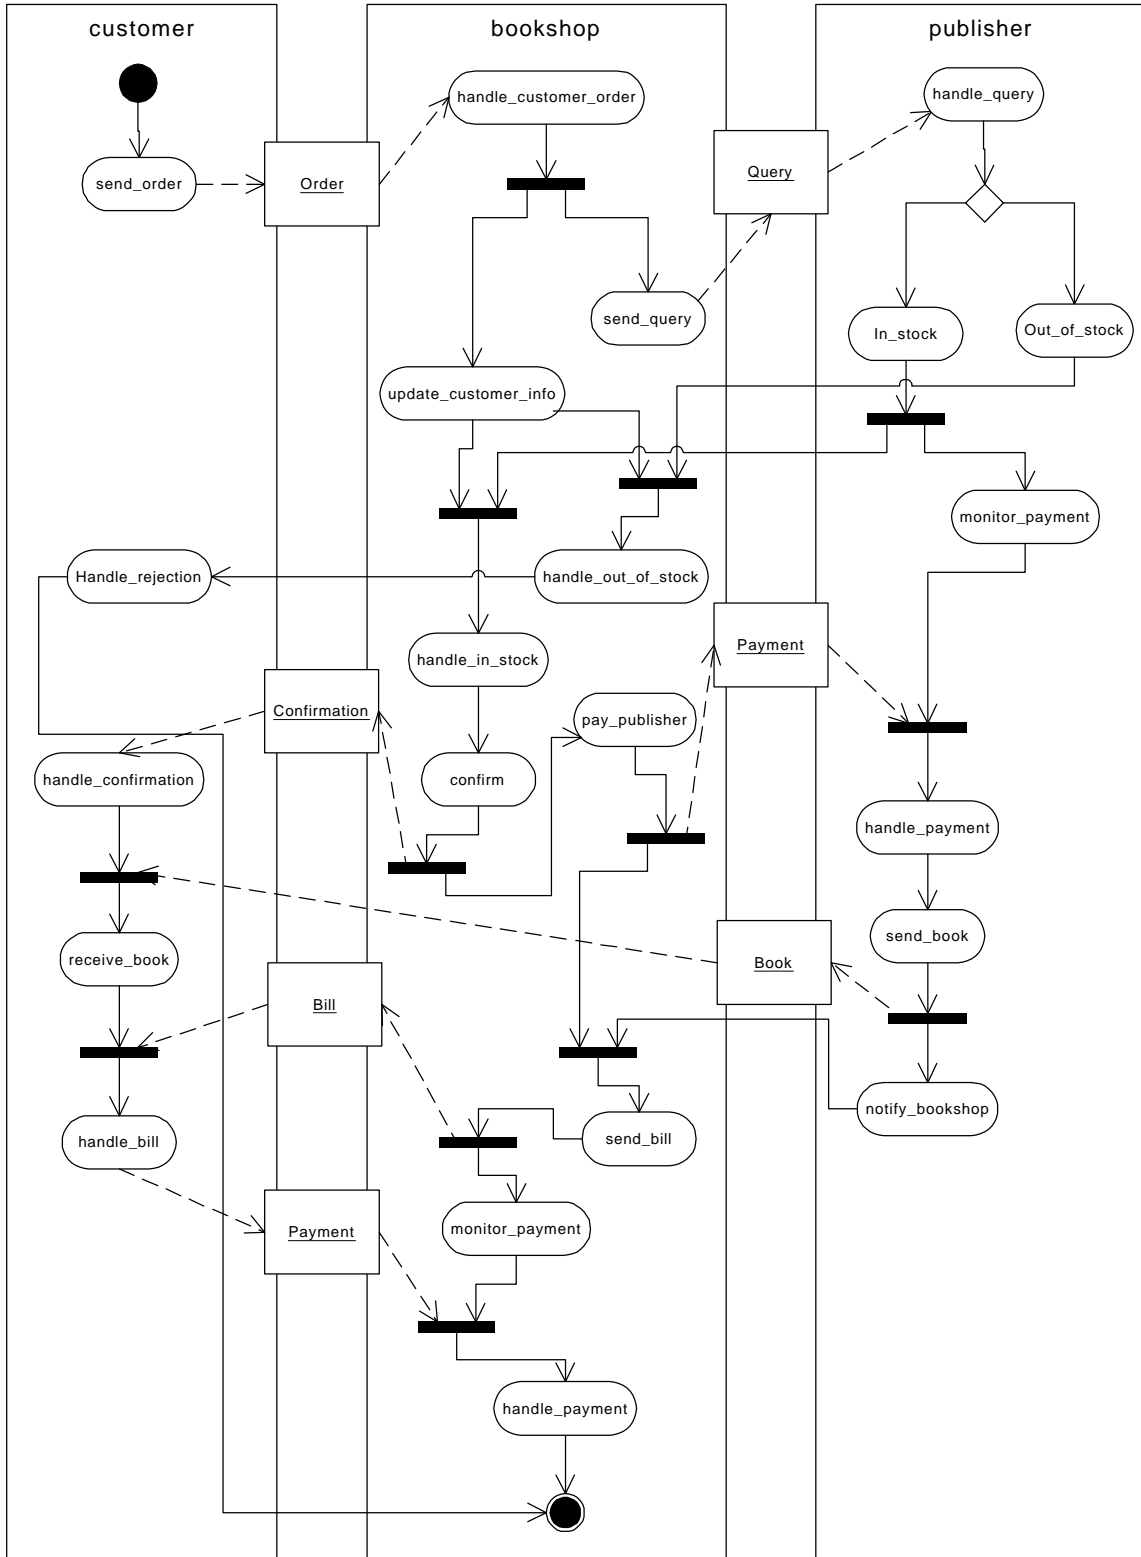 customer
bookshop
publisher
handle_customer_order
handle_query
send_order
Order
Query
send_query
In_stock
Out_of_stock
update_customer_info
monitor_payment
Handle_rejection
handle_out_of_stock
handle_in_stock
Payment
Confirmation
pay_publisher
handle_confirmation
confirm
handle_payment
send_book
receive_book
Book
Bill
notify_bookshop
handle_bill
send_bill
Payment
monitor_payment
handle_payment